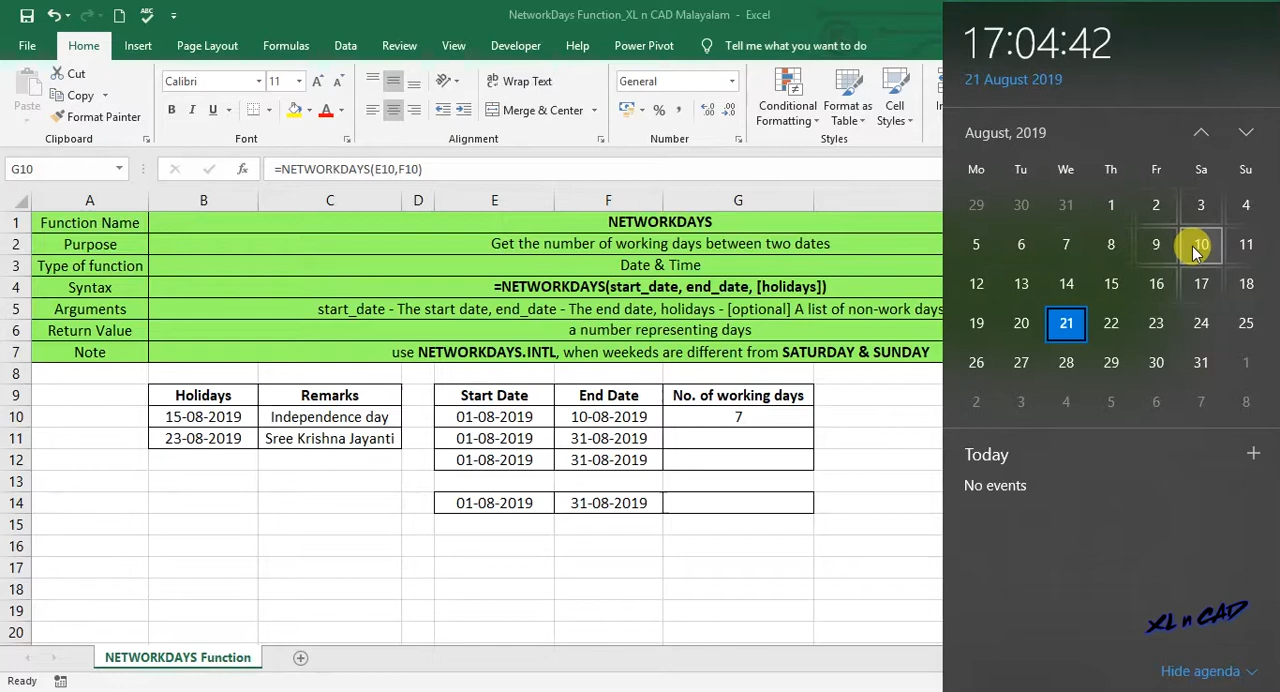 NetworkDays Function_XL n CAD Malayalam - Excel
File Home Insert Page Layout Formulas Data Review View Developer Help Power Pivot Tell me what you want to do
Paste
Cut
Copy
Format Painter
Clipboard
Calibri 11
B I U
Font
Wrap Text
Merge & Center
Alignment
General
Number
Conditional Formatting
Format as Table
Cell Styles
Styles
G10 =NETWORKDAYS(E10,F10)
A B C D E F G
1 Function Name NETWORKDAYS
2 Purpose Get the number of working days between two dates
3 Type of function Date & Time
4 Syntax =NETWORKDAYS(start_date, end_date, [holidays])
5 Arguments start_date - The start date, end_date - The end date, holidays - [optional] A list of non-work days
6 Return Value a number representing days
7 Note use NETWORKDAYS.INTL, when weekeds are different from SATURDAY & SUNDAY
8
9 Holidays Remarks Start Date End Date No. of working days
10 15-08-2019 Independence day 01-08-2019 10-08-2019 7
11 23-08-2019 Sree Krishna Jayanti 01-08-2019 31-08-2019
12 01-08-2019 31-08-2019
13
14 01-08-2019 31-08-2019
15
16
17
18
19
20
NETWORKDAYS Function
Ready
17:04:42
21 August 2019
August, 2019
Mo Tu We Th Fr Sa Su
29 30 31 1 2 3 4
5 6 7 8 9 10 11
12 13 14 15 16 17 18
19 20 21 22 23 24 25
26 27 28 29 30 31 1
2 3 4 5 6 7 8
Today
No events
XL n CAD
Hide agenda